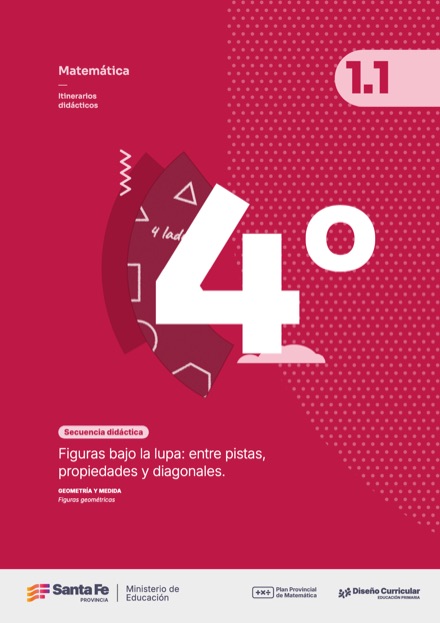 Matemática
Itinerarios
didácticos
1.1
4 lad
4º
Secuencia didáctica
Figuras bajo la lupa: entre pistas,
propiedades y diagonales.
GEOMETRÍA Y MEDIDA
Figuras geométricas
Santa Fe
PROVINCIA
Ministerio de
Educación
Plan Provincial
de Matemática
Diseño Curricular
EDUCACIÓN PRIMARIA